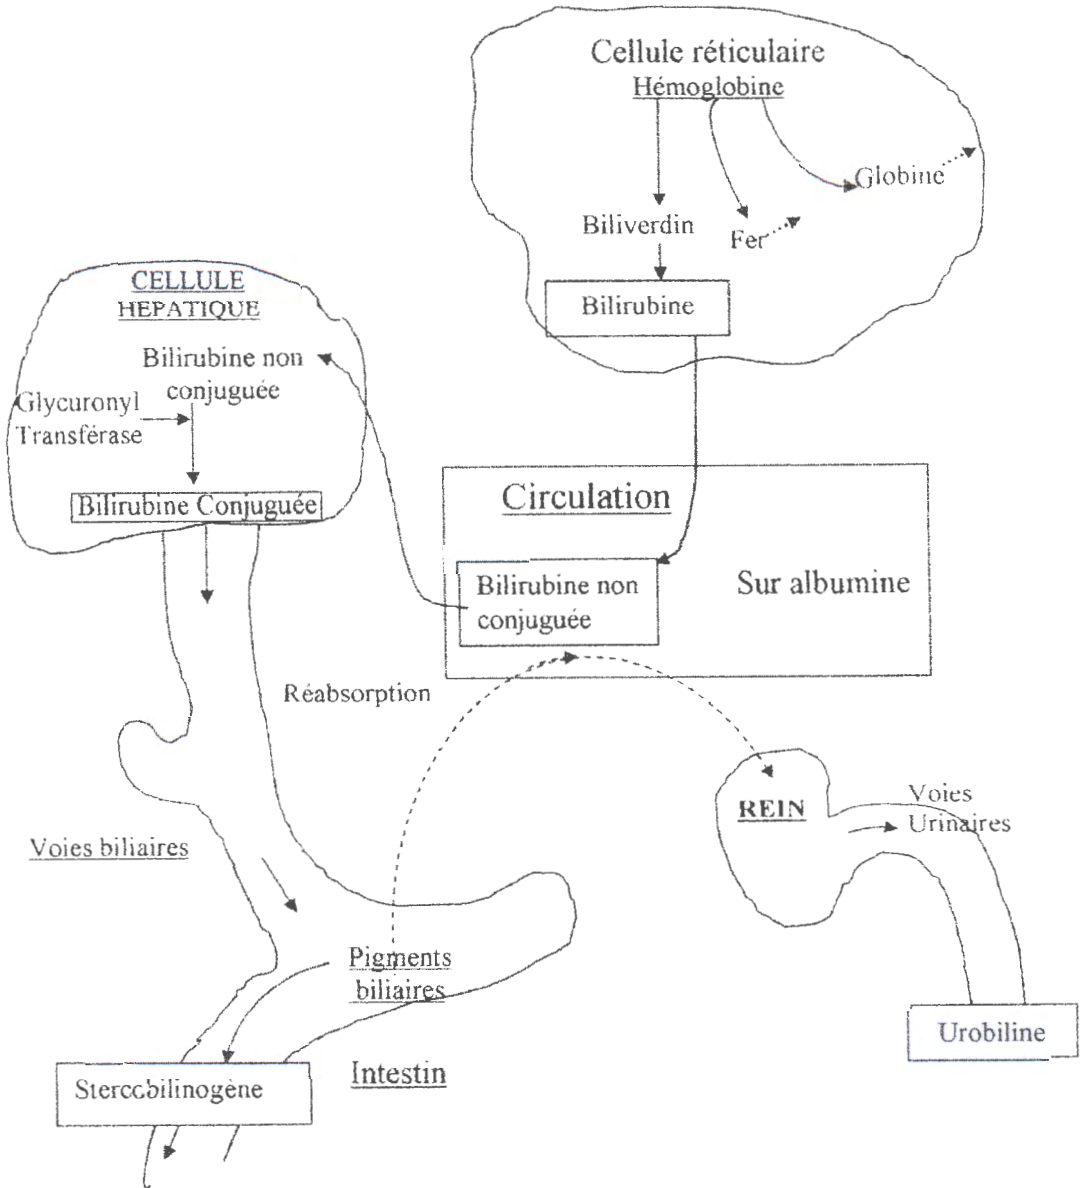 Cellule réticulaire
Hémoglobine
Globine
Biliverdin
Fer
Bilirubine
CELLULE
HEPATIQUE
Bilirubine non
conjuguée
Glycuronyl
Transférase
Bilirubine Conjuguée
Circulation
Bilirubine non
conjuguée
Sur albumine
Réabsorption
REIN
Voies
Urinaires
Voies biliaires
Pigments
biliaires
Urobiline
Intestin
Stercobilinogène